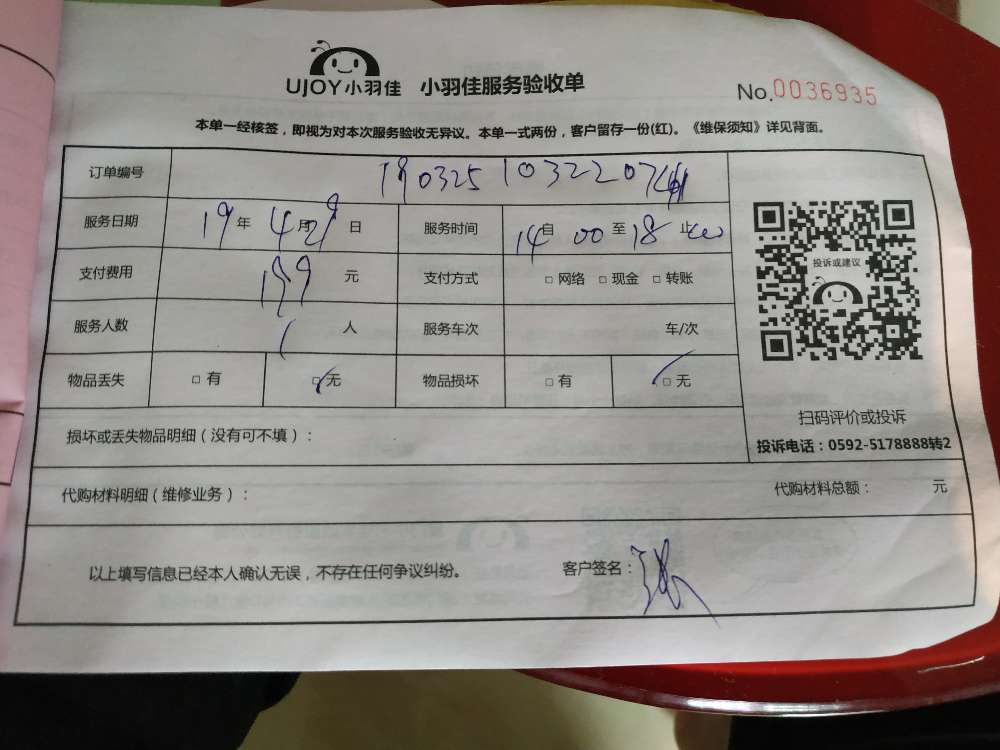 UJOY小羽佳 小羽佳服务验收单 No.0036935
本单一经核签，即视为对本次服务验收无异议。本单一式两份，客户留存一份(红)。《维保须知》详见背面。
订单编号 190325103222074
服务日期 19年 4月 日 服务时间 14自 00 至 18 止 00
支付费用 199 元 支付方式 □ 网络 □ 现金 □ 转账
投诉或建议
服务人数 1 人 服务车次 车/次
物品丢失 □ 有 □ 无 物品损坏 □ 有 □ 无
扫码评价或投诉
损坏或丢失物品明细（没有可不填）：
投诉电话：0592-5178888转2
代购材料明细（维修业务）： 代购材料总额： 元
以上填写信息已经本人确认无误，不存在任何争议纠纷。 客户签名：